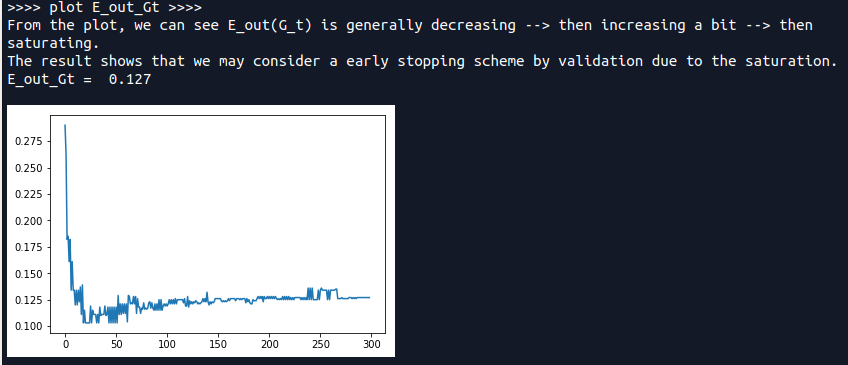 >>>> plot E_out_Gt >>>>
From the plot, we can see E_out(G_t) is generally decreasing --> then increasing a bit --> then
saturating.
The result shows that we may consider a early stopping scheme by validation due to the saturation.
E_out_Gt =  0.127
0.275
0.250
0.225
0.200
0.175
0.150
0.125
0.100
0 50 100 150 200 250 300